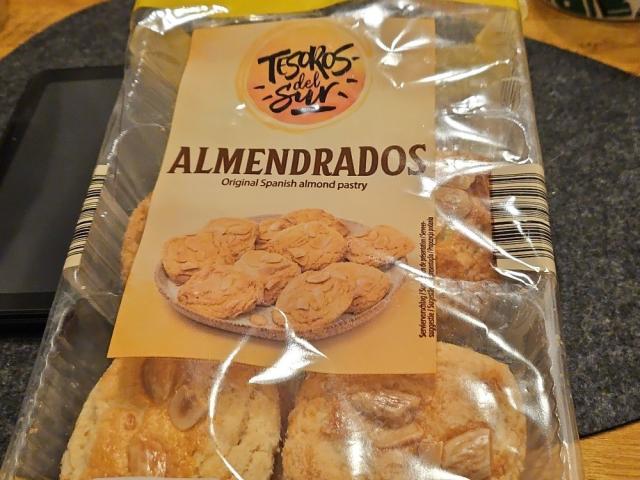 TESOROS
del
Sur
ALMENDRADOS
Original Spanish almond pastry